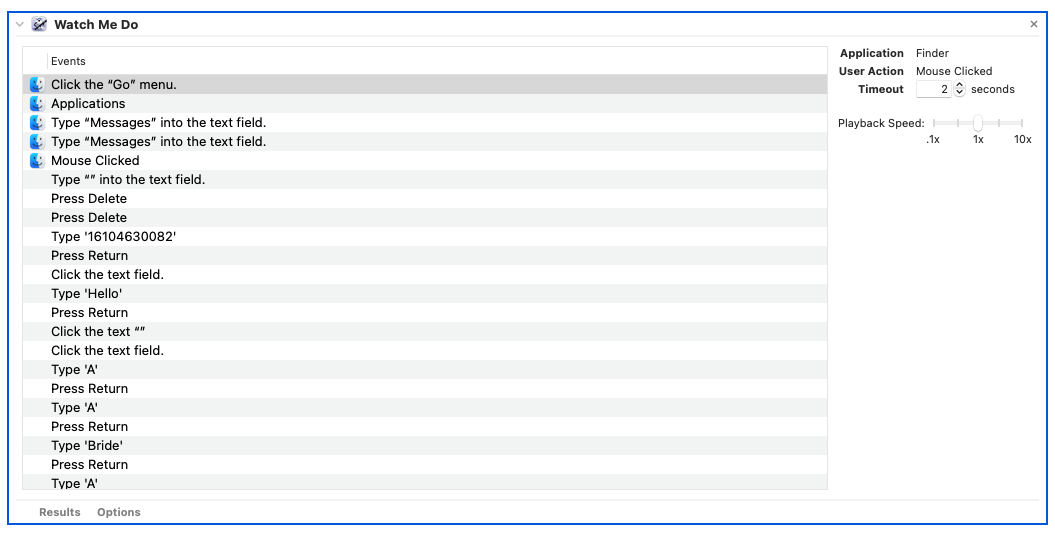 Watch Me Do
Events
Click the “Go” menu.
Applications
Type “Messages” into the text field.
Type “Messages” into the text field.
Mouse Clicked
Type “” into the text field.
Press Delete
Press Delete
Type '16104630082'
Press Return
Click the text field.
Type 'Hello'
Press Return
Click the text “”
Click the text field.
Type 'A'
Press Return
Type 'A'
Press Return
Type 'Bride'
Press Return
Type 'A'
Application Finder
User Action Mouse Clicked
Timeout 2 seconds
Playback Speed:
.1x 1x 10x
Results Options